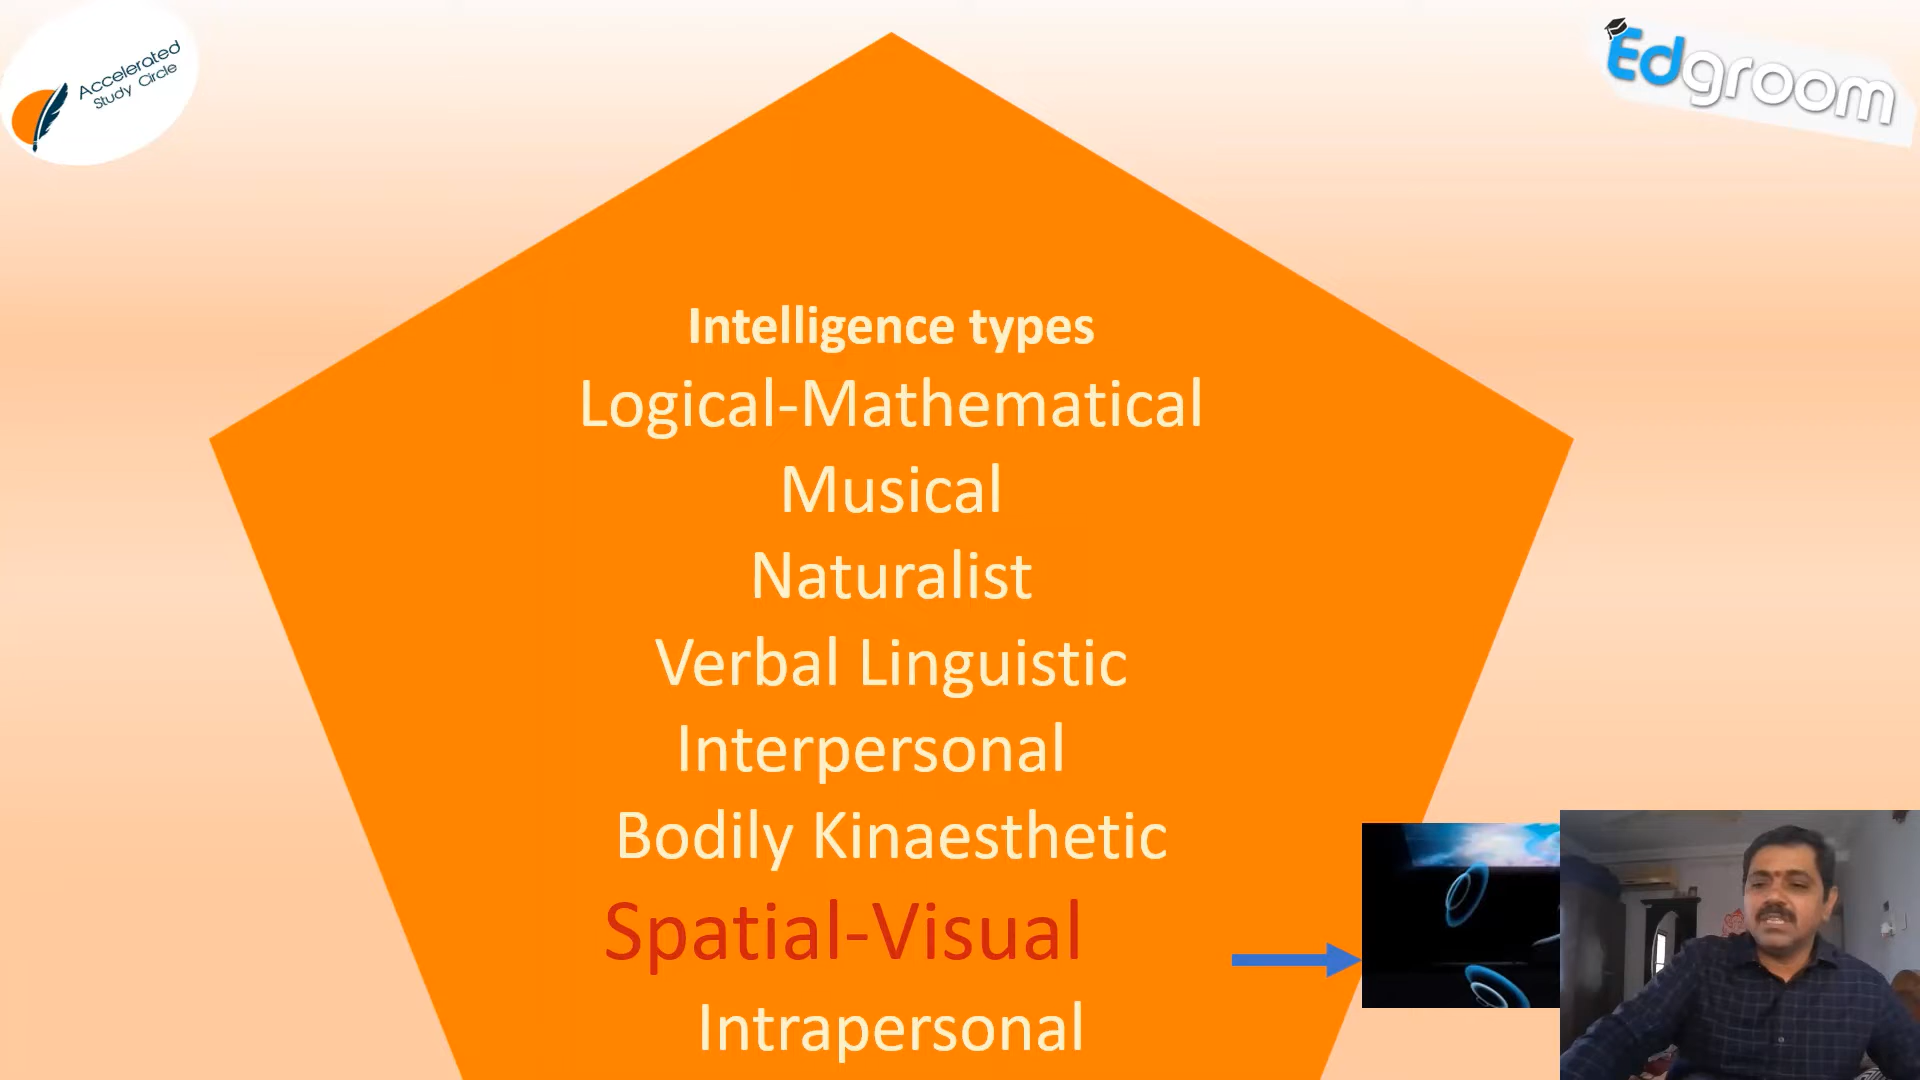 Accelerated
Study Circle
Edgroom
Intelligence types
Logical-Mathematical
Musical
Naturalist
Verbal Linguistic
Interpersonal
Bodily Kinaesthetic
Spatial-Visual
Intrapersonal